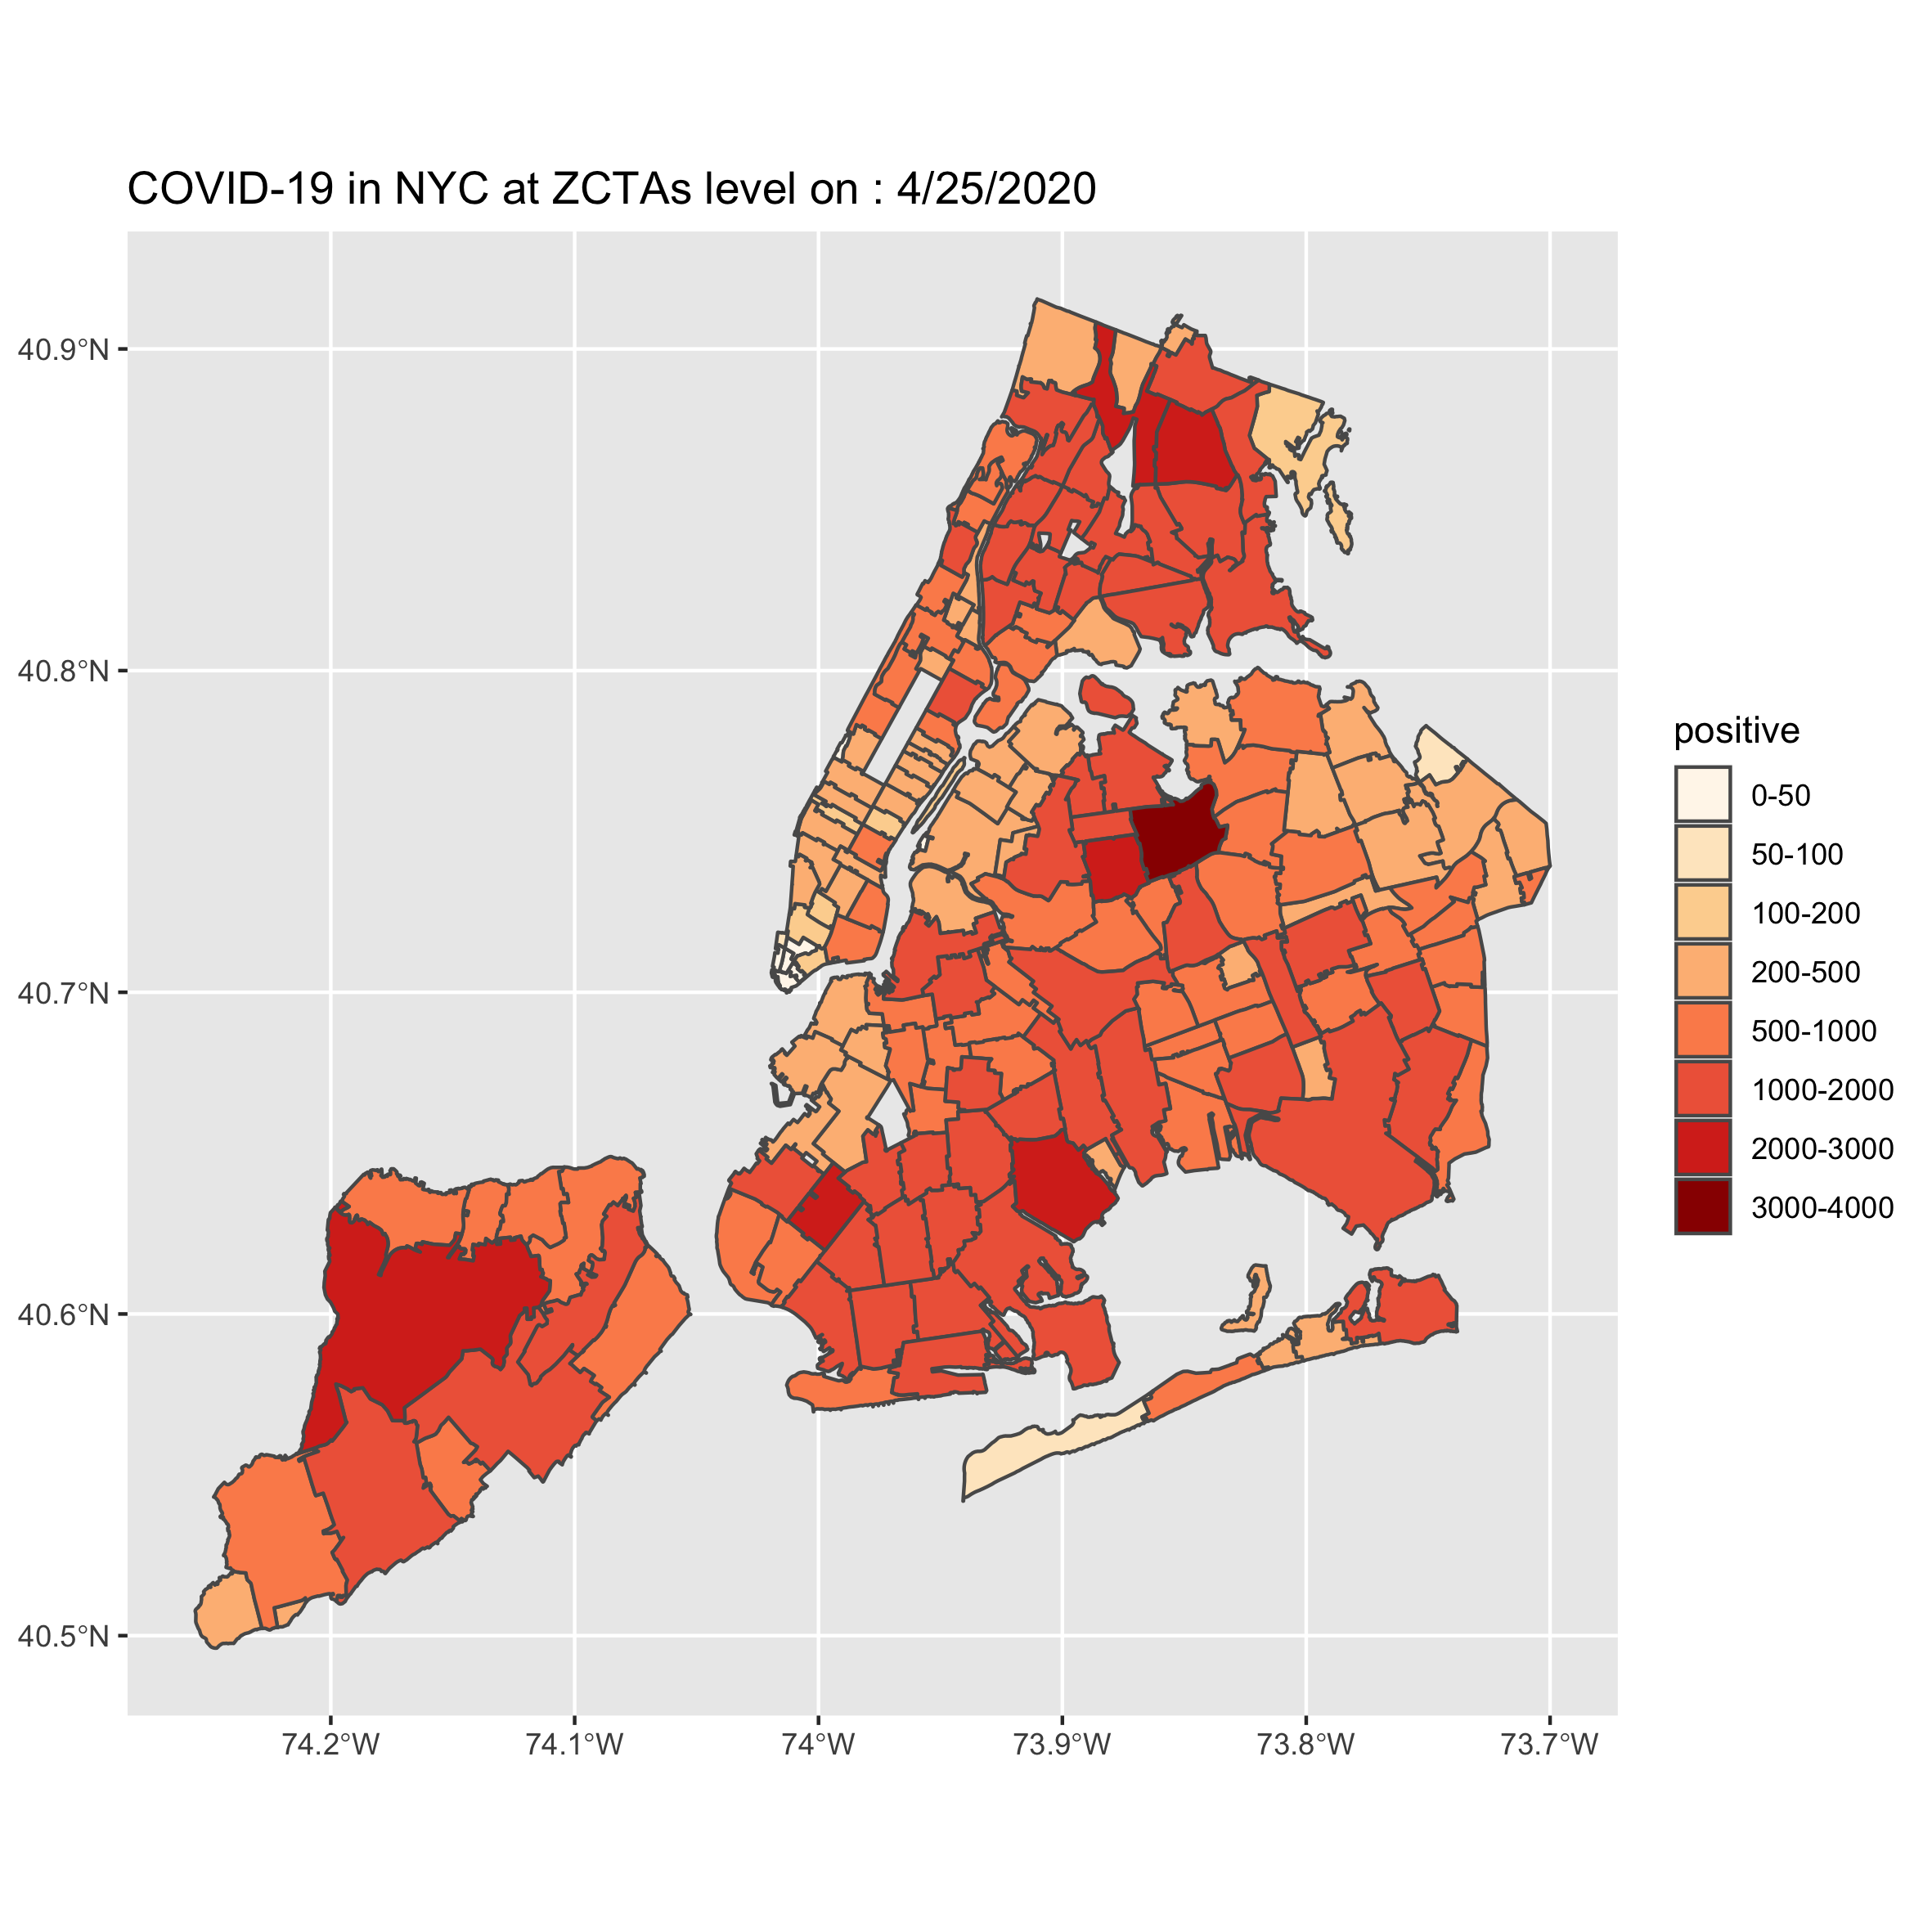 COVID-19 in NYC at ZCTAs level on : 4/25/2020
40.9°N
40.8°N
40.7°N
40.6°N
40.5°N
74.2°W
74.1°W
74°W
73.9°W
73.8°W
73.7°W
positive
0-50
50-100
100-200
200-500
500-1000
1000-2000
2000-3000
3000-4000